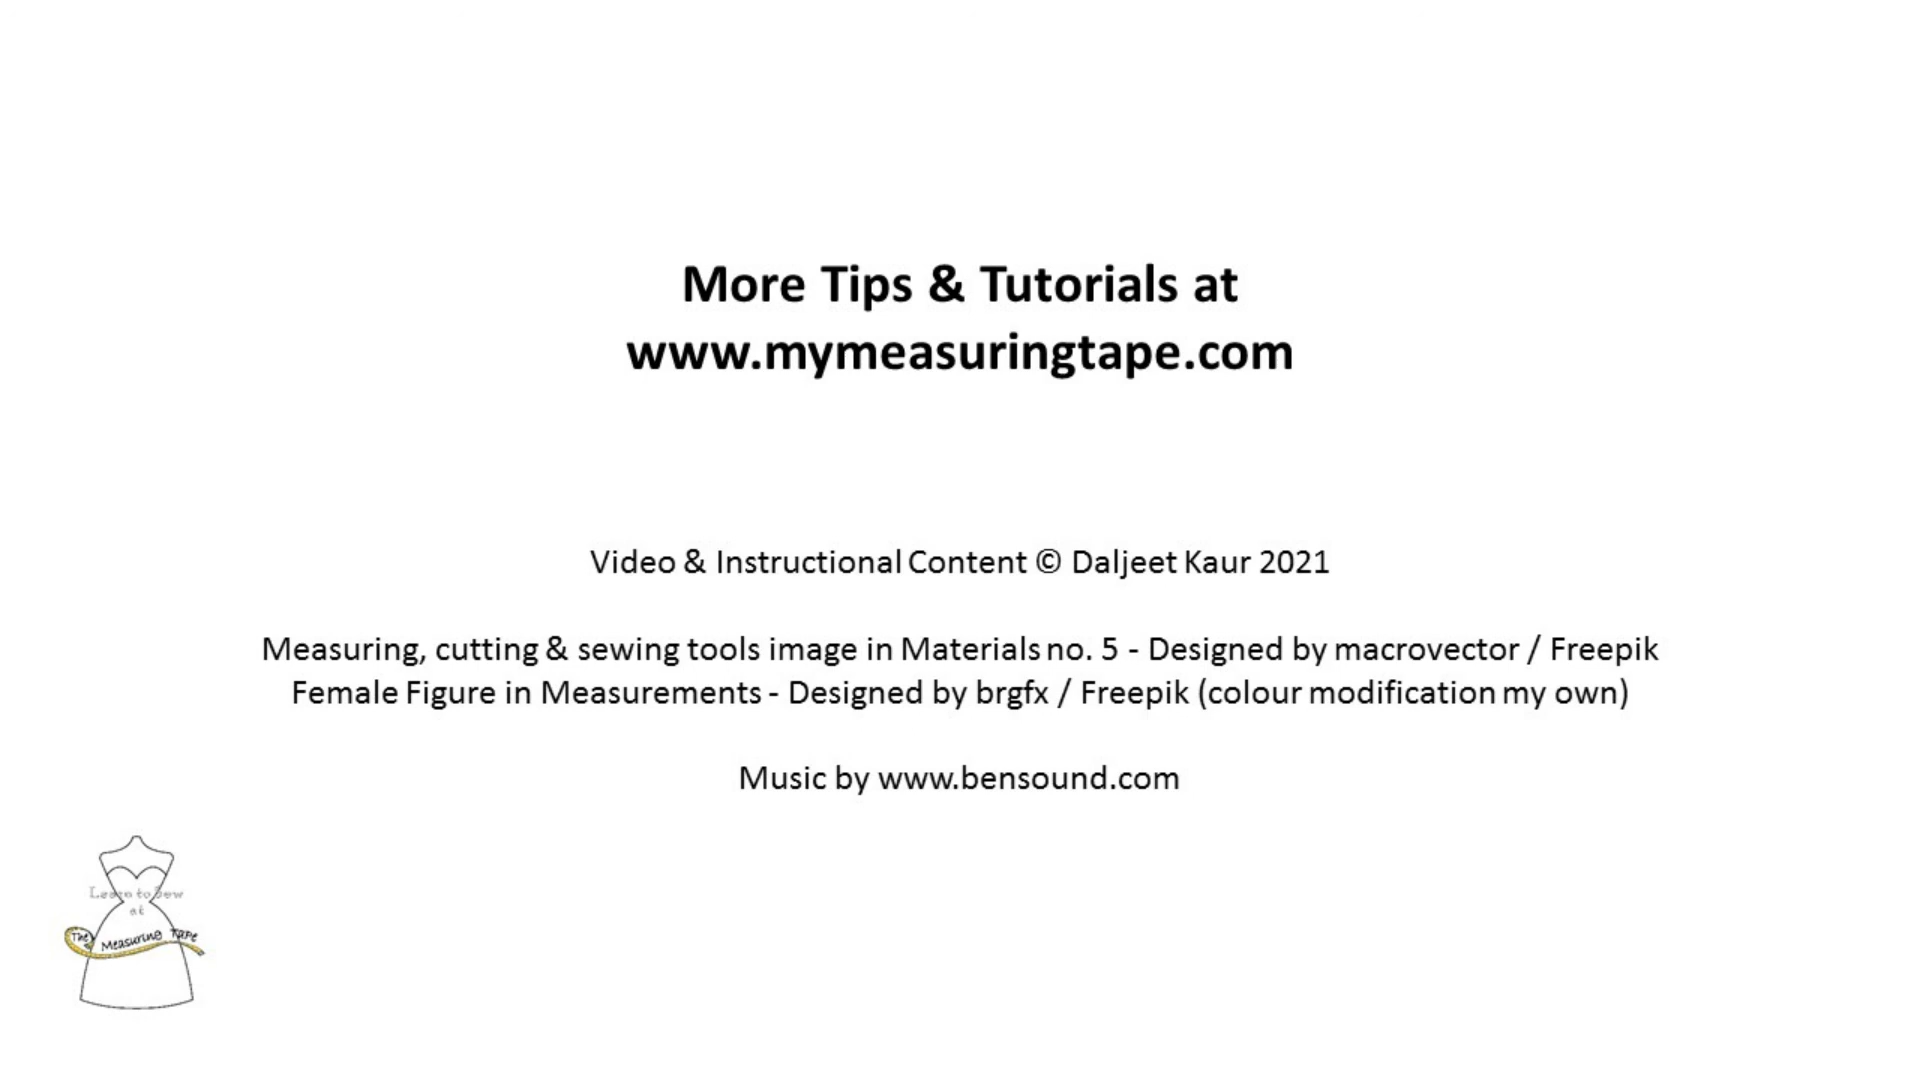 More Tips & Tutorials at
www.mymeasuringtape.com
Video & Instructional Content © Daljeet Kaur 2021
Measuring, cutting & sewing tools image in Materials no. 5 - Designed by macrovector / Freepik
Female Figure in Measurements - Designed by brgfx / Freepik (colour modification my own)
Music by www.bensound.com
Learn to Sew
at
The Measuring Tape